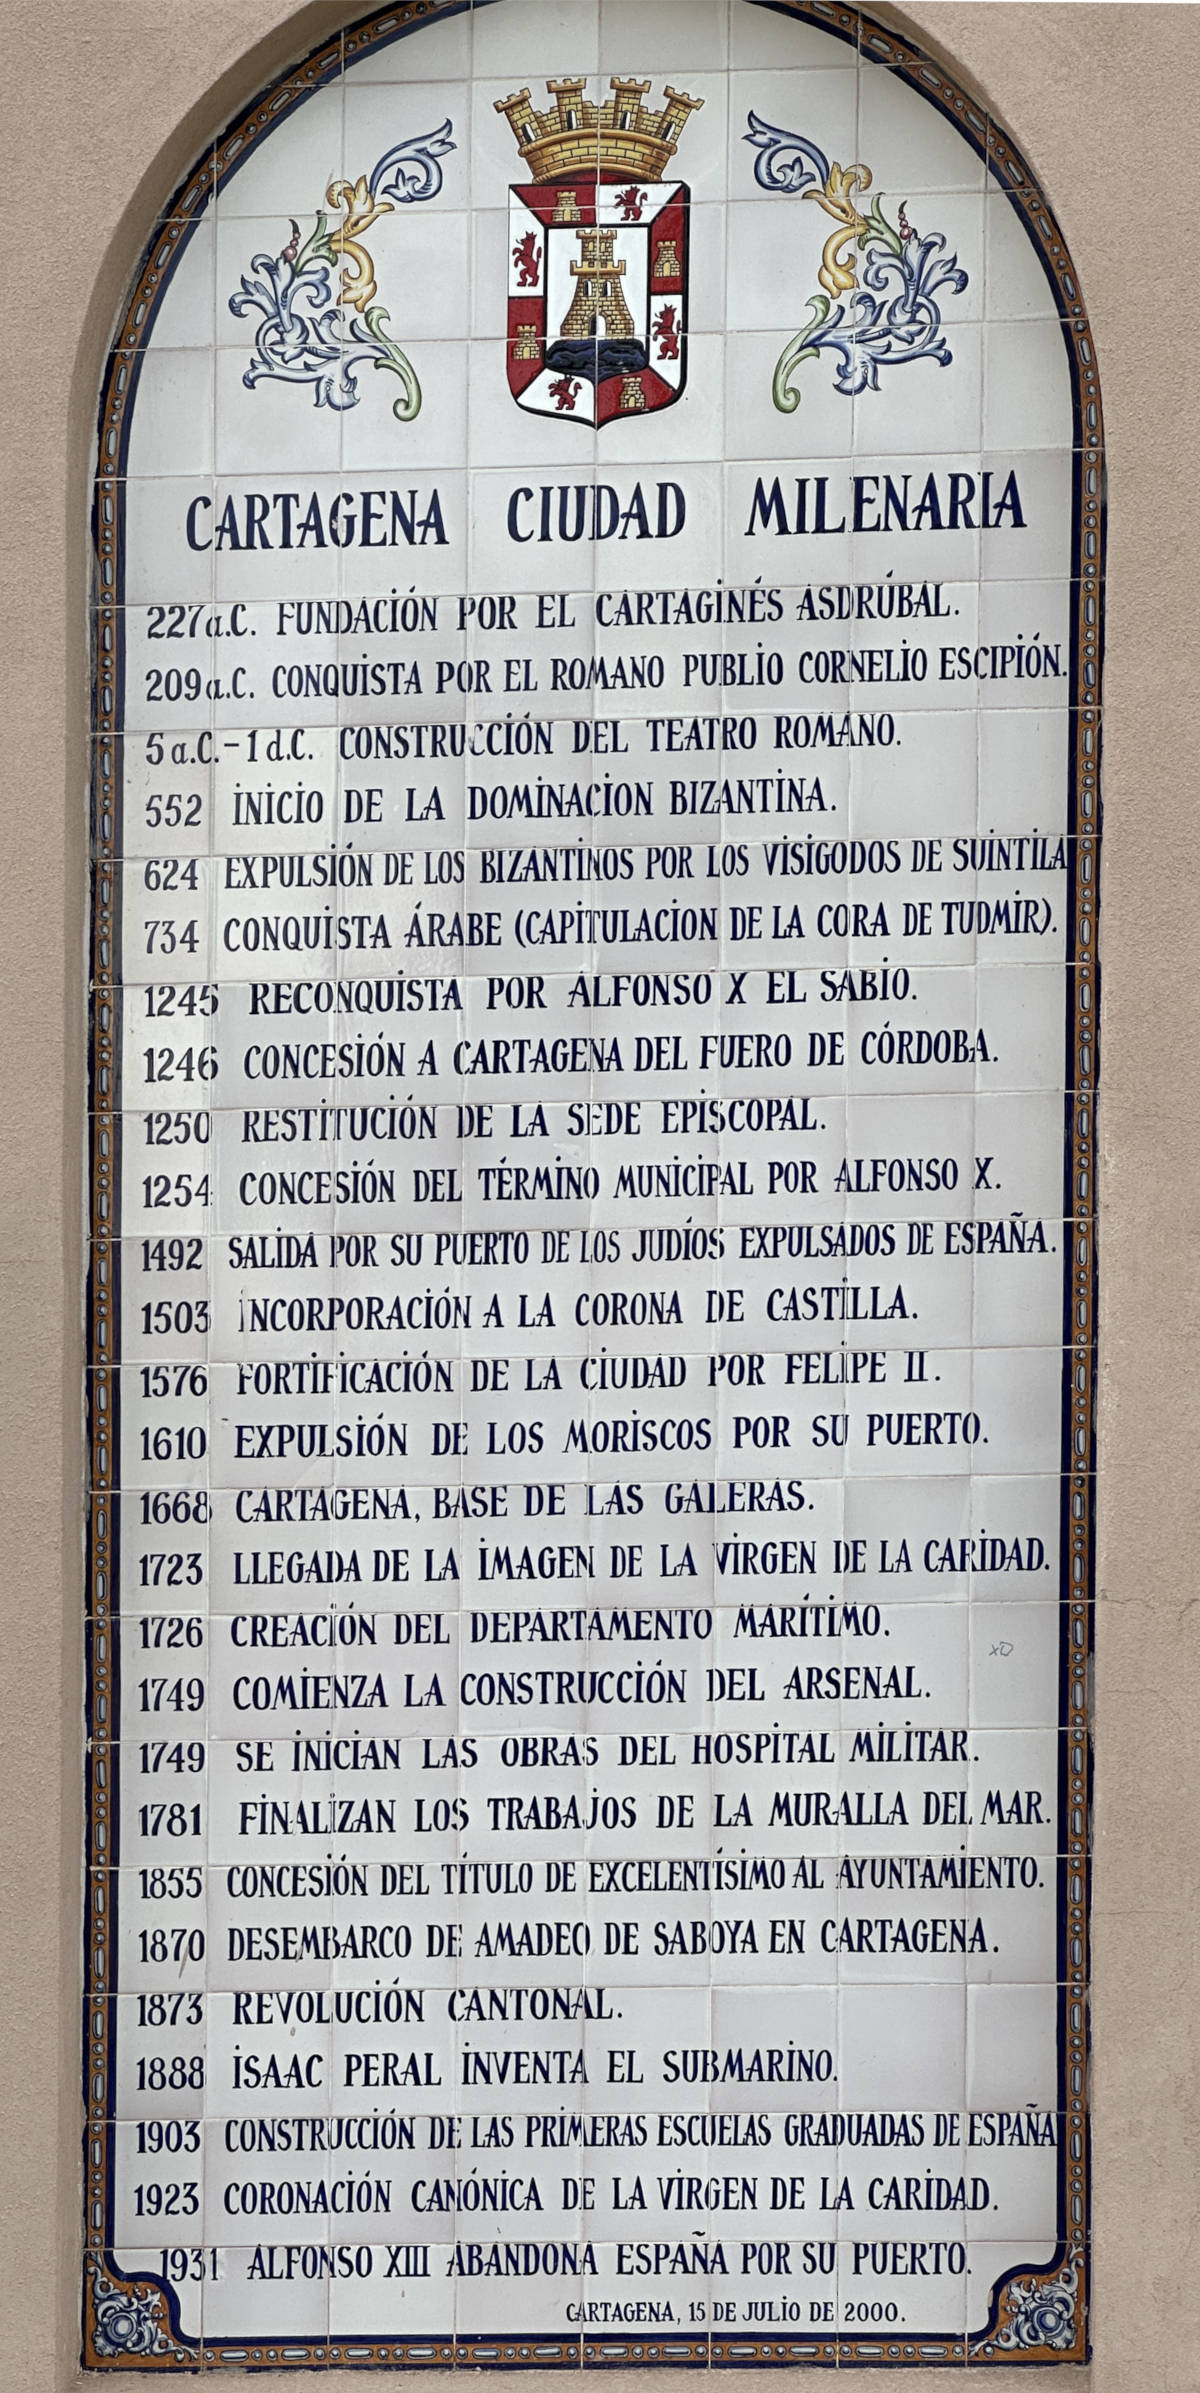 CARTAGENA CIUDAD MILENARIA
227 a.C. FUNDACIÓN POR EL CARTAGINÉS ASDRÚBAL.
209 a.C. CONQUISTA POR EL ROMANO PUBLIO CORNELIO ESCIPIÓN.
5 a.C.-1 d.C. CONSTRUCCIÓN DEL TEATRO ROMANO.
552 INICIO DE LA DOMINACION BIZANTINA.
624 EXPULSIÓN DE LOS BIZANTINOS POR LOS VISIGODOS DE SUINTILA
734 CONQUISTA ÁRABE (CAPITULACION DE LA CORA DE TUDMIR).
1245 RECONQUISTA POR ALFONSO X EL SABIO.
1246 CONCESIÓN A CARTAGENA DEL FUERO DE CÓRDOBA.
1250 RESTITUCIÓN DE LA SEDE EPISCOPAL.
1254 CONCESIÓN DEL TÉRMINO MUNICIPAL POR ALFONSO X.
1492 SALIDA POR SU PUERTO DE LOS JUDÍOS EXPULSADOS DE ESPAÑA.
1503 INCORPORACIÓN A LA CORONA DE CASTILLA.
1576 FORTIFICACIÓN DE LA CIUDAD POR FELIPE II.
1610 EXPULSIÓN DE LOS MORISCOS POR SU PUERTO.
1668 CARTAGENA, BASE DE LAS GALERAS.
1723 LLEGADA DE LA IMAGEN DE LA VIRGEN DE LA CARIDAD.
1726 CREACIÓN DEL DEPARTAMENTO MARÍTIMO.
xD
1749 COMIENZA LA CONSTRUCCIÓN DEL ARSENAL.
1749 SE INICIAN LAS OBRAS DEL HOSPITAL MILITAR.
1781 FINALIZAN LOS TRABAJOS DE LA MURALLA DEL MAR.
1855 CONCESIÓN DEL TÍTULO DE EXCELENTÍSIMO AL AYUNTAMIENTO.
1870 DESEMBARCO DE AMADEO DE SABOYA EN CARTAGENA.
1873 REVOLUCIÓN CANTONAL.
1888 ISAAC PERAL INVENTA EL SUBMARINO.
1903 CONSTRUCCIÓN DE LAS PRIMERAS ESCUELAS GRADUADAS DE ESPAÑA
1923 CORONACIÓN CANÓNICA DE LA VIRGEN DE LA CARIDAD.
1931 ALFONSO XIII ABANDONA ESPAÑA POR SU PUERTO.
CARTAGENA, 15 DE JULIO DE 2000.